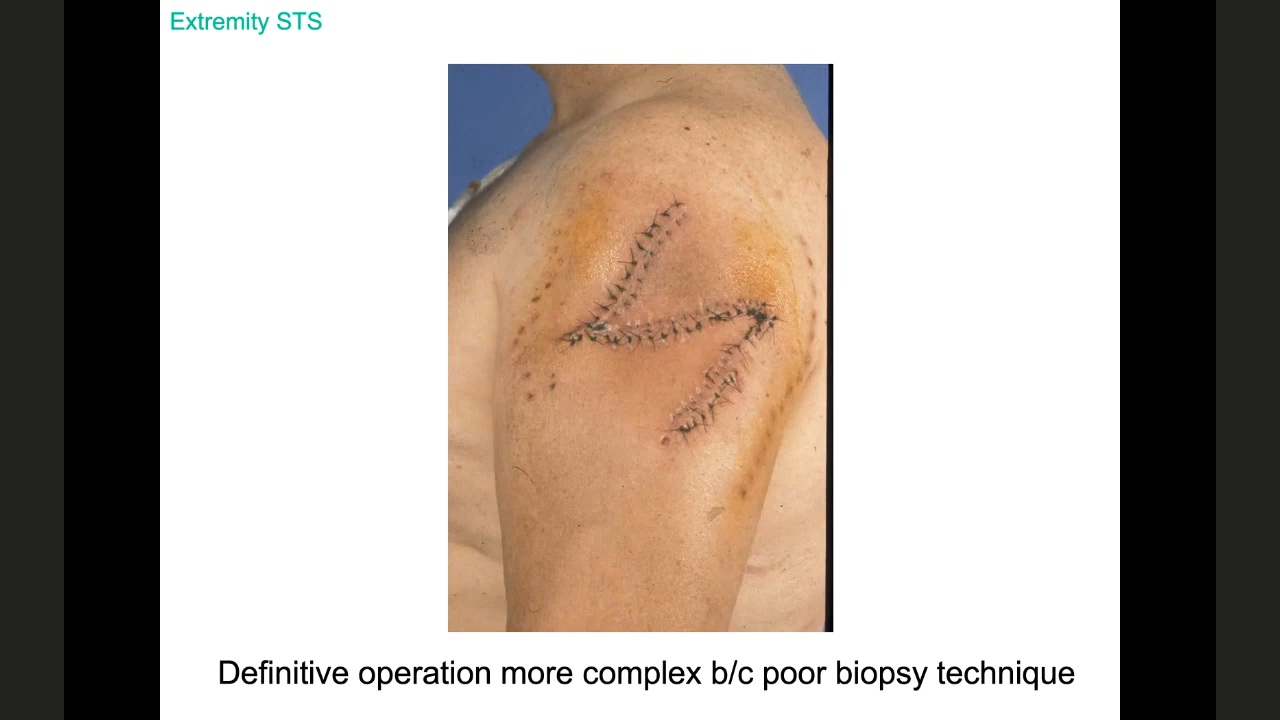 Extremity STS
Definitive operation more complex b/c poor biopsy technique